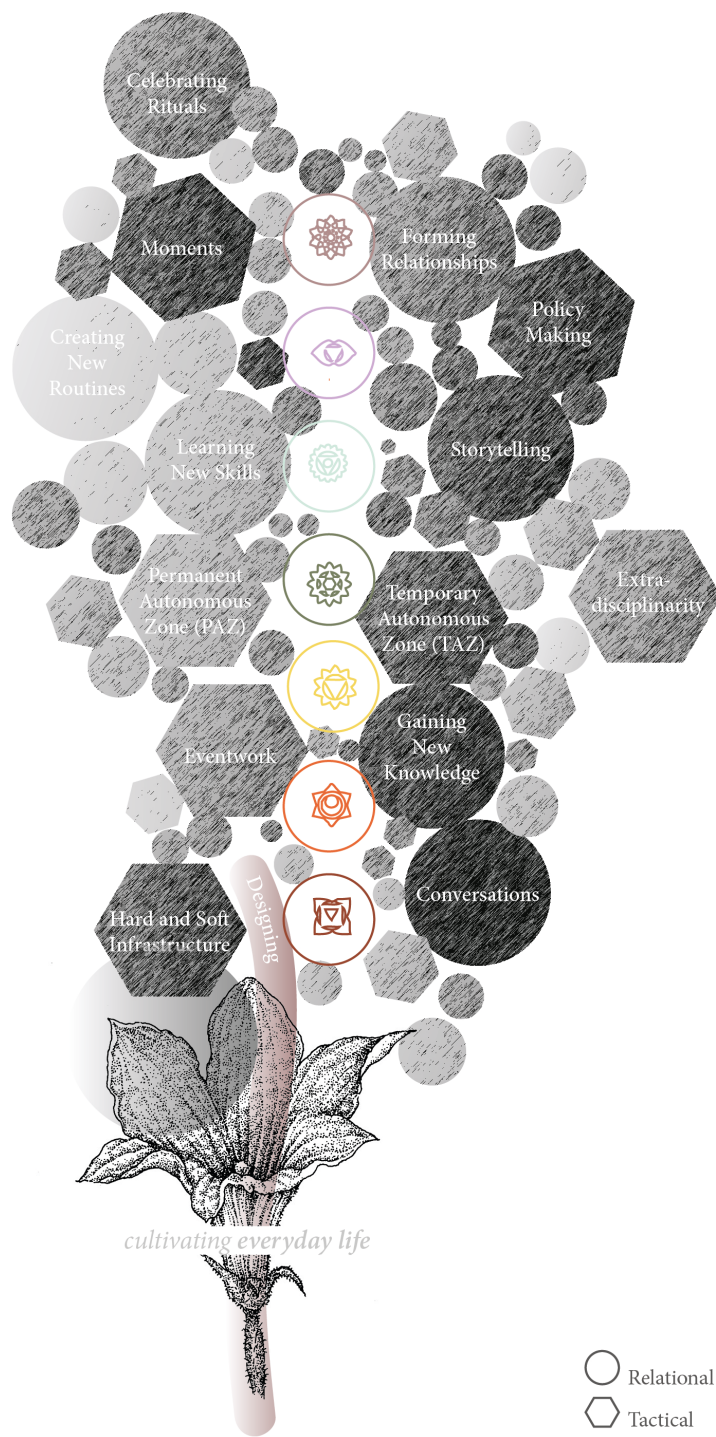 Celebrating
Rituals
Moments
Forming
Relationships
Policy
Making
Creating
New
Routines
Learning
New Skills
Storytelling
Permanent
Autonomous
Zone (PAZ)
Temporary
Autonomous
Zone (TAZ)
Extra-
disciplinarity
Eventwork
Gaining
New
Knowledge
Hard and Soft
Infrastructure
Designing
Conversations
cultivating everyday life
Relational
Tactical